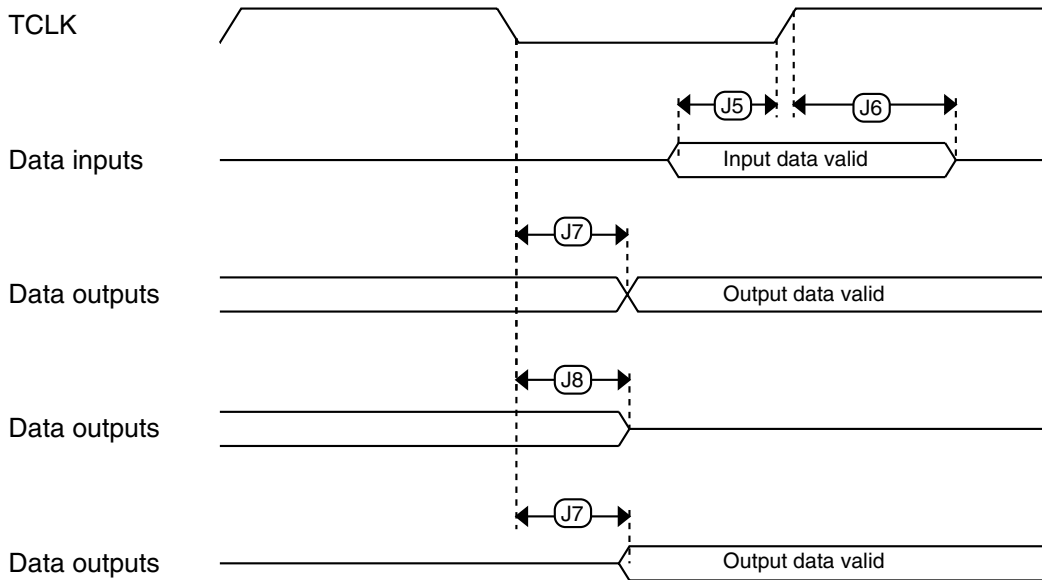 TCLK
J5
J6
Data inputs
Input data valid
J7
Data outputs
Output data valid
J8
Data outputs
J7
Data outputs
Output data valid